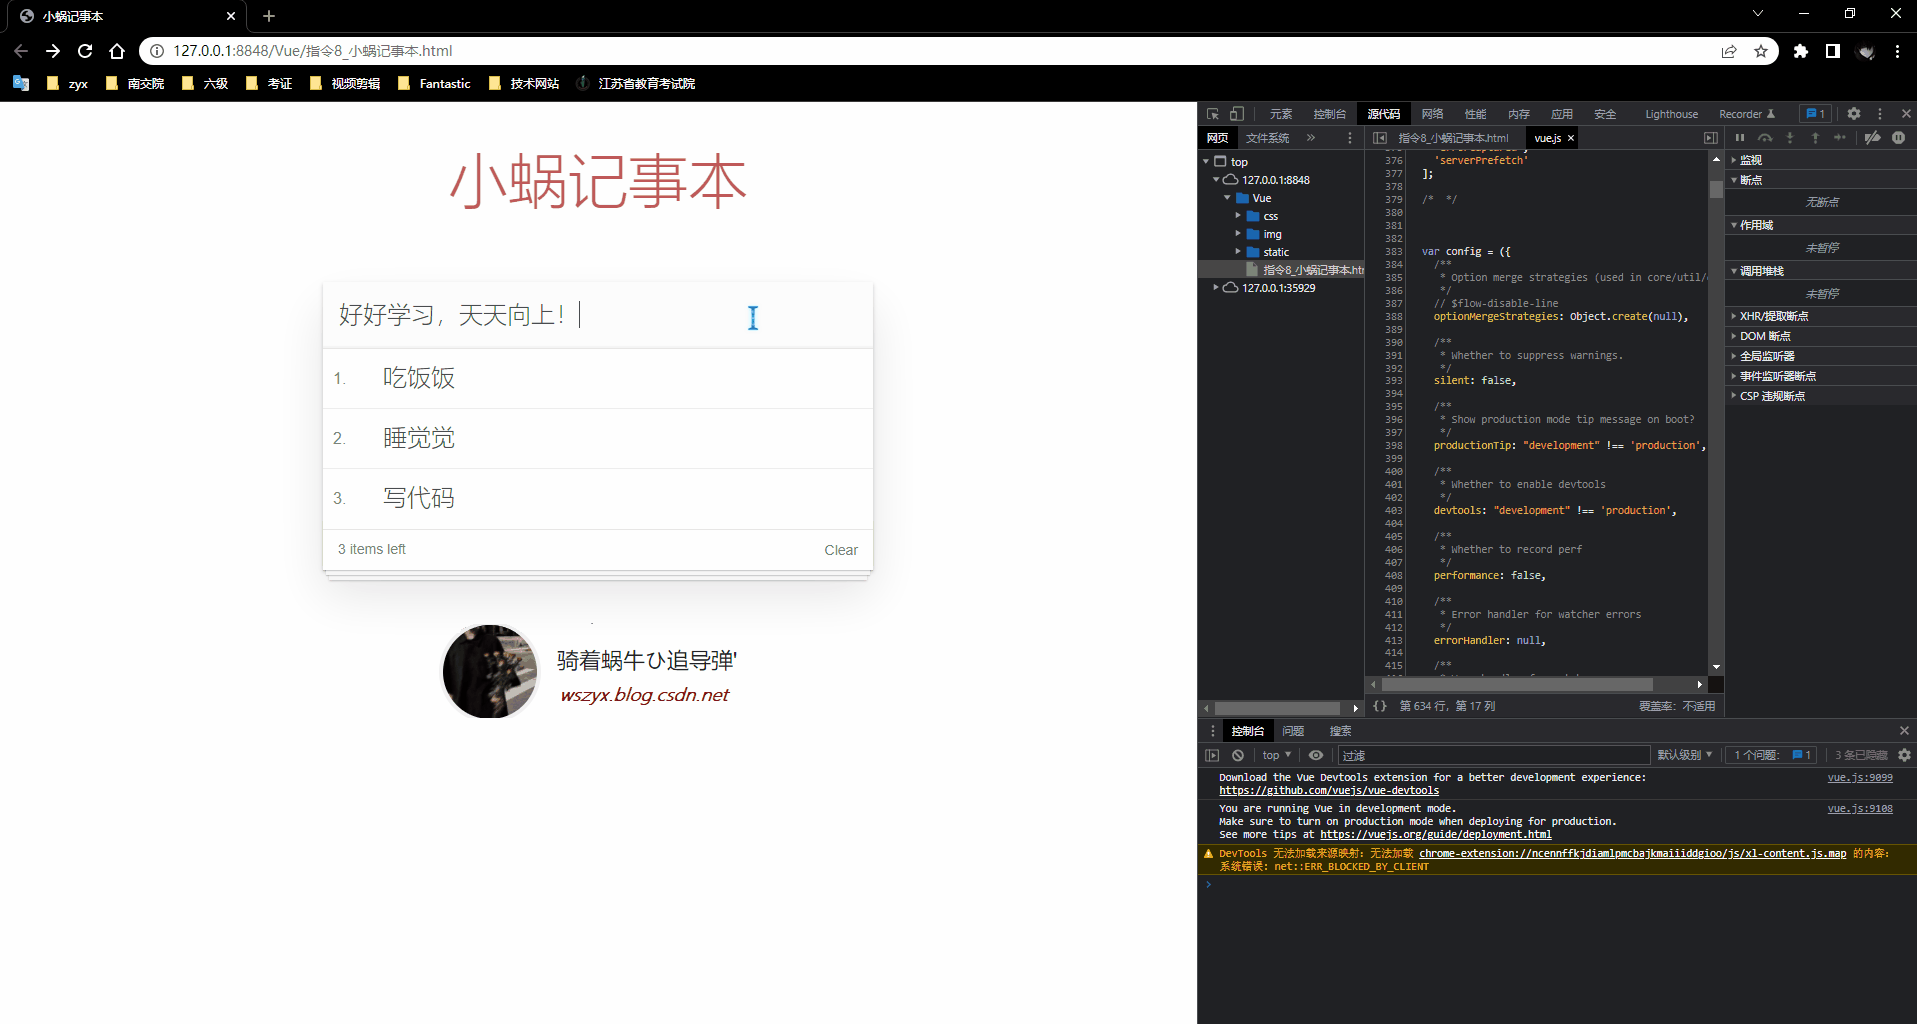 小蜗记事本
127.0.0.1:8848/Vue/指令8_小蜗记事本.html
zyx 南交院 六级 考证 视频剪辑 Fantastic 技术网站 江苏省教育考试院
小蜗记事本
好好学习，天天向上！
1. 吃饭饭
2. 睡觉觉
3. 写代码
3 items left Clear
骑着蜗牛ひ追导弹'
wszyx.blog.csdn.net
元素 控制台 源代码 网络 性能 内存 应用 安全 Lighthouse Recorder 1
网页 文件系统 »
top
127.0.0.1:8848
Vue
css
img
static
指令8_小蜗记事本.htm
127.0.0.1:35929
指令8_小蜗记事本.html vue.js
376 'serverPrefetch'
377 ];
378
379 /*  */
380
381
382
383 var config = ({
384 /**
385 * Option merge strategies (used in core/util/
386 */
387 // $flow-disable-line
388 optionMergeStrategies: Object.create(null),
389
390 /**
391 * Whether to suppress warnings.
392 */
393 silent: false,
394
395 /**
396 * Show production mode tip message on boot?
397 */
398 productionTip: "development" !== 'production',
399
400 /**
401 * Whether to enable devtools
402 */
403 devtools: "development" !== 'production',
404
405 /**
406 * Whether to record perf
407 */
408 performance: false,
409
410 /**
411 * Error handler for watcher errors
412 */
413 errorHandler: null,
414
415 /**
{} 第 634 行，第 17 列 覆盖率：不适用
监视
断点
无断点
作用域
未暂停
调用堆栈
未暂停
XHR/提取断点
DOM 断点
全局监听器
事件监听器断点
CSP 违规断点
控制台 问题 搜索
top 过滤 默认级别 1 个问题： 1 3 条已隐藏
Download the Vue Devtools extension for a better development experience: vue.js:9099
https://github.com/vuejs/vue-devtools
You are running Vue in development mode. vue.js:9108
Make sure to turn on production mode when deploying for production.
See more tips at https://vuejs.org/guide/deployment.html
DevTools 无法加载来源映射：无法加载 chrome-extension://ncennffkjdiamlpmcbajkmaiiiddgioo/js/xl-content.js.map 的内容：
系统错误：net::ERR_BLOCKED_BY_CLIENT